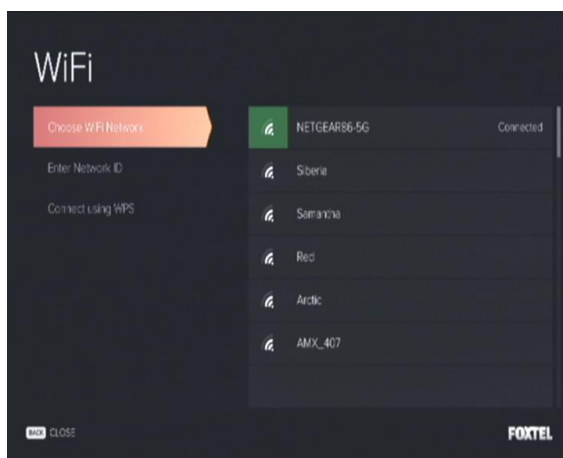 WiFi
Choose WiFi Network
Enter Network ID
Connect using WPS
NETGEAR86-5G Connected
Siberia
Samantha
Red
Arctic
AMX_407
BACK CLOSE
FOXTEL